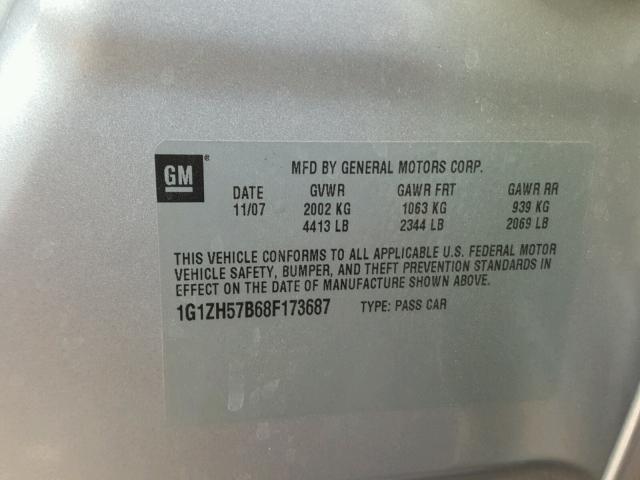 GM ®
MFD BY GENERAL MOTORS CORP.
DATE GVWR GAWR FRT GAWR RR
11/07 2002 KG 1063 KG 939 KG
4413 LB 2344 LB 2069 LB
THIS VEHICLE CONFORMS TO ALL APPLICABLE U.S. FEDERAL MOTOR
VEHICLE SAFETY, BUMPER, AND THEFT PREVENTION STANDARDS IN
EFFECT ON THE DATE OF MANUFACTURE SHOWN ABOVE.
1G1ZH57B68F173687 TYPE: PASS CAR